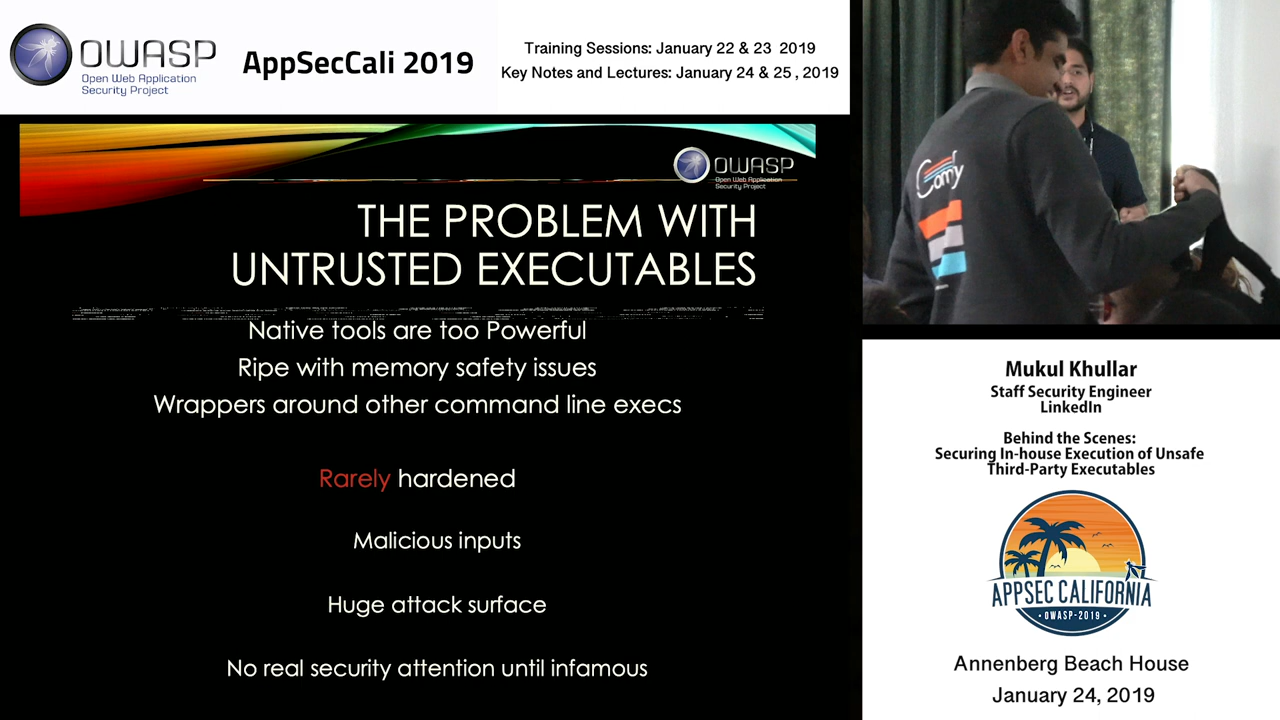 OWASP
Open Web Application
Security Project
AppSecCali 2019
Training Sessions: January 22 & 23 2019
Key Notes and Lectures: January 24 & 25 , 2019
OWASP
Open Web Application
Security Project
THE PROBLEM WITH
UNTRUSTED EXECUTABLES
Native tools are too Powerful
Ripe with memory safety issues
Wrappers around other command line execs
Rarely hardened
Malicious inputs
Huge attack surface
No real security attention until infamous
Mukul Khullar
Staff Security Engineer
LinkedIn
Behind the Scenes:
Securing In-house Execution of Unsafe
Third-Party Executables
APPSEC CALIFORNIA
• OWASP-2019 •
Annenberg Beach House
January 24, 2019